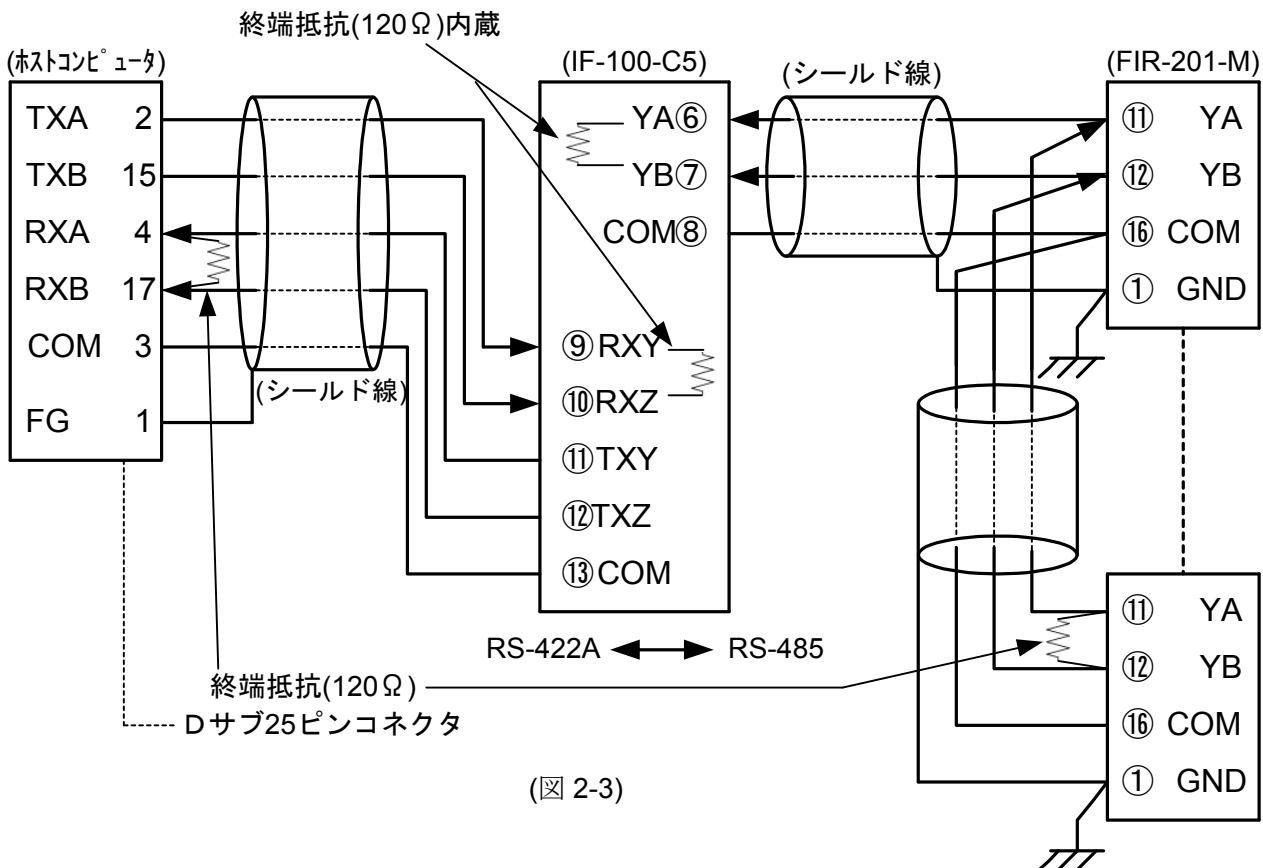 終端抵抗(120Ω)内蔵
(ﾎｽﾄｺﾝﾋﾟｭｰﾀ)
TXA 2
TXB 15
RXA 4
RXB 17
COM 3
FG 1
(シールド線)
(IF-100-C5)
YA⑥
YB⑦
COM⑧
⑨RXY
⑩RXZ
⑪TXY
⑫TXZ
⑬COM
RS-422A RS-485
(シールド線)
(FIR-201-M)
⑪ YA
⑫ YB
⑯ COM
① GND
⑪ YA
⑫ YB
⑯ COM
① GND
終端抵抗(120Ω)
Dサブ25ピンコネクタ
(図 2-3)